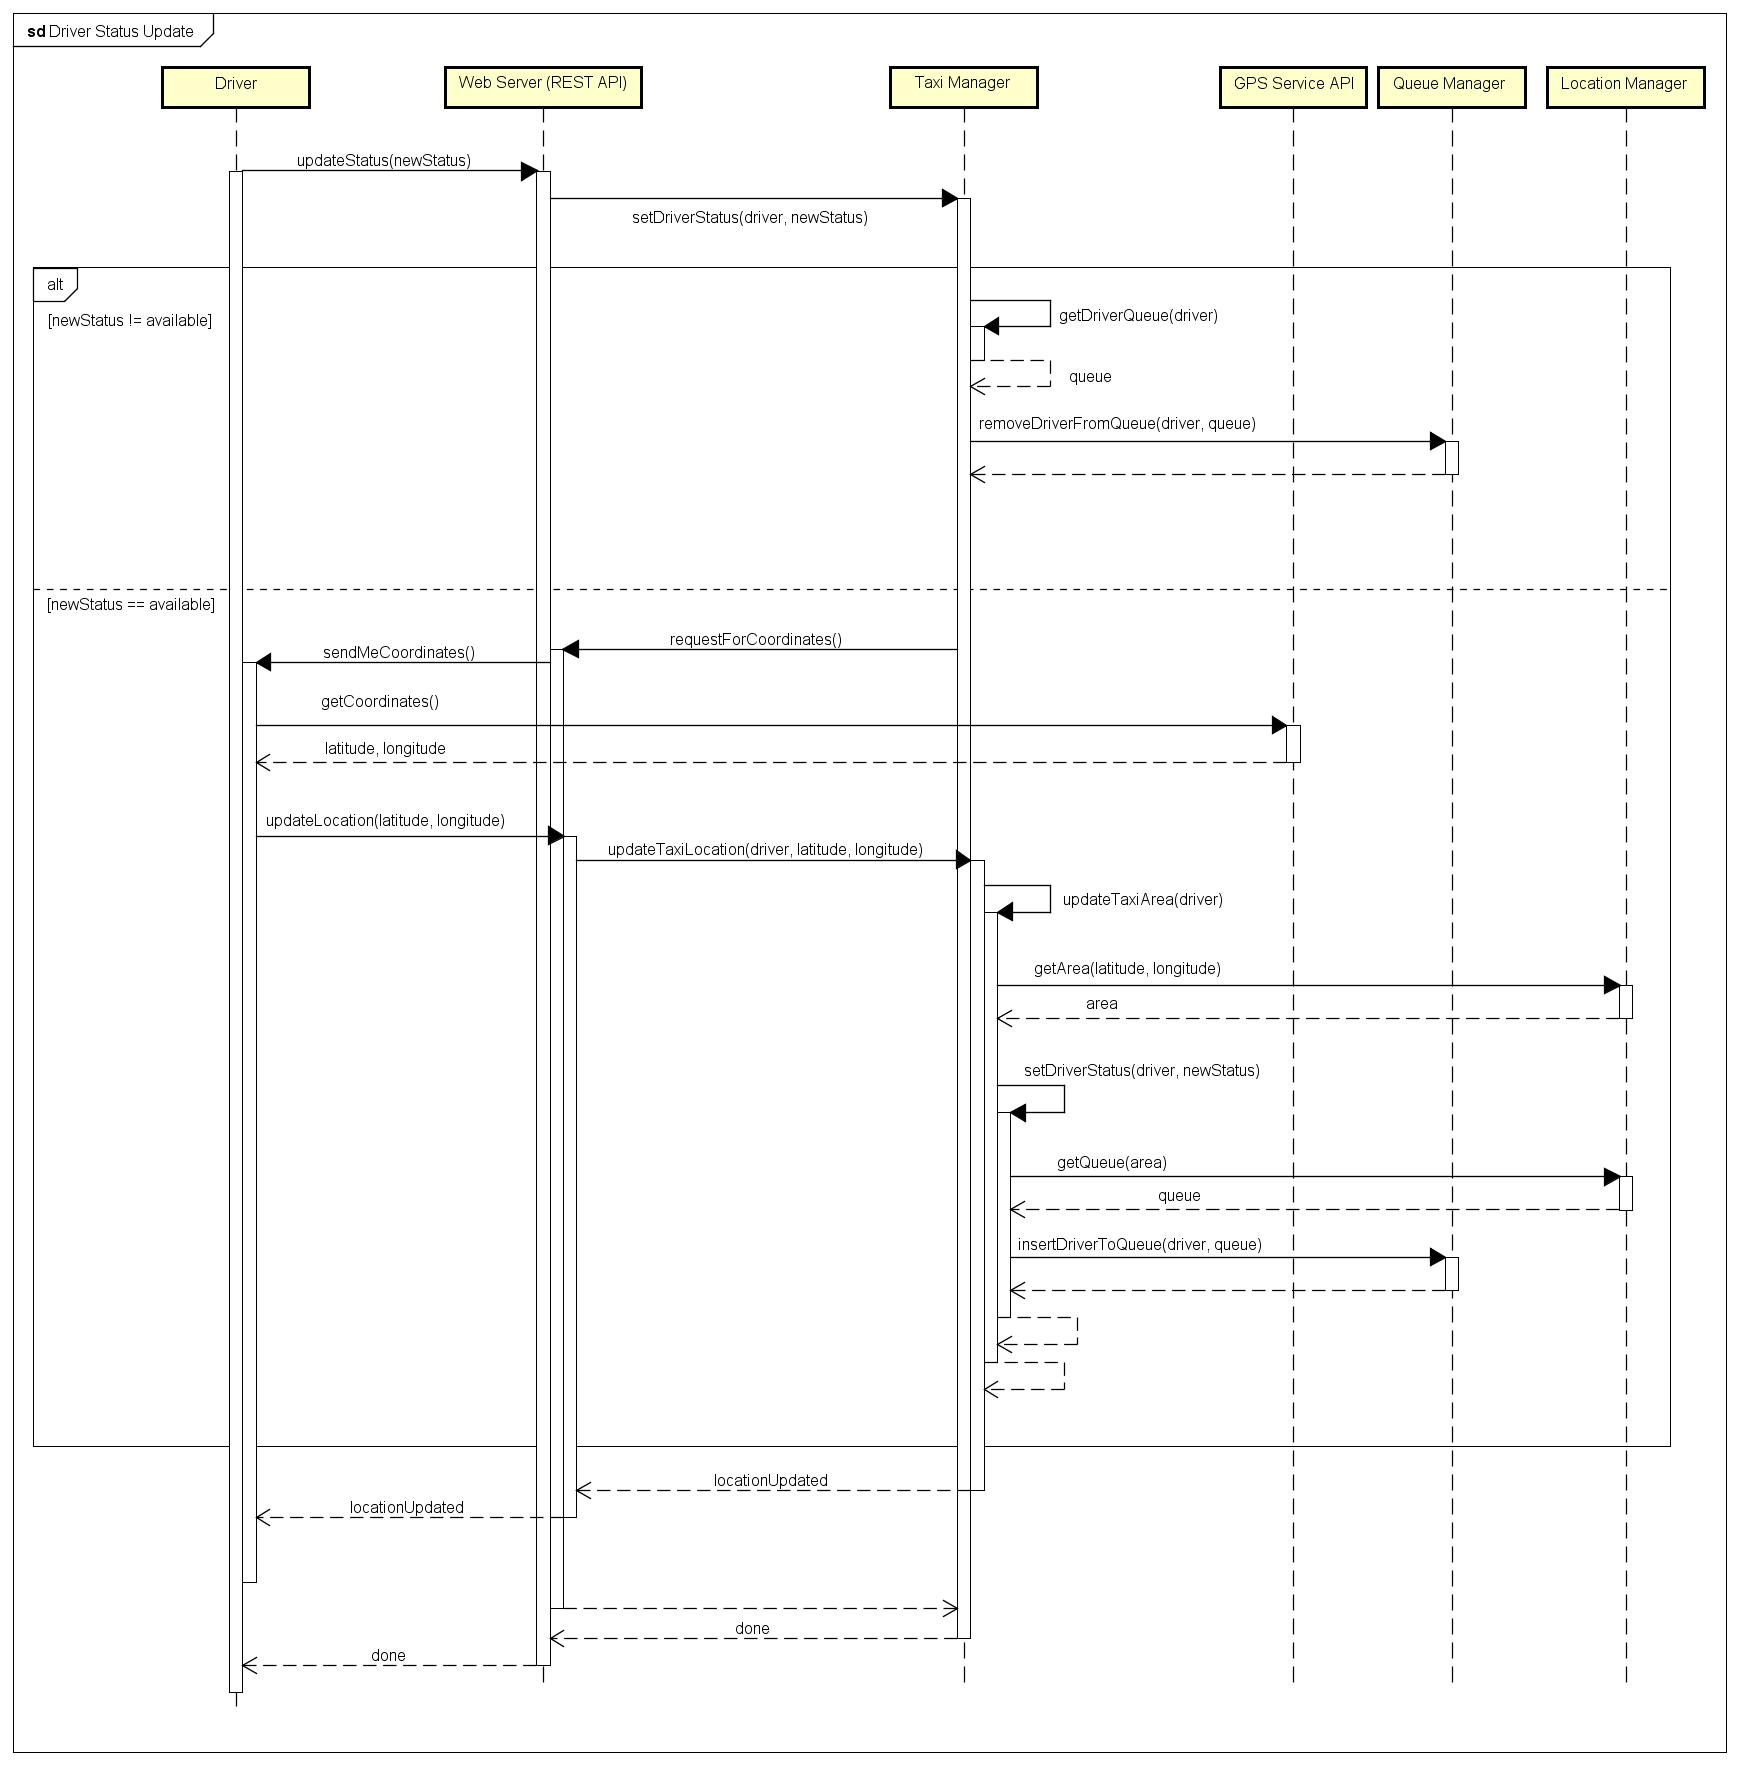 sd Driver Status Update
Driver
Web Server (REST API)
Taxi Manager
GPS Service API
Queue Manager
Location Manager
updateStatus(newStatus)
setDriverStatus(driver, newStatus)
alt
[newStatus != available]
getDriverQueue(driver)
queue
removeDriverFromQueue(driver, queue)
[newStatus == available]
requestForCoordinates()
sendMeCoordinates()
getCoordinates()
latitude, longitude
updateLocation(latitude, longitude)
updateTaxiLocation(driver, latitude, longitude)
updateTaxiArea(driver)
getArea(latitude, longitude)
area
setDriverStatus(driver, newStatus)
getQueue(area)
queue
insertDriverToQueue(driver, queue)
locationUpdated
locationUpdated
done
done